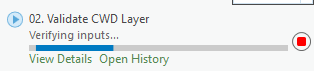 02. Validate CWD Layer
Verifying inputs...
View Details Open History